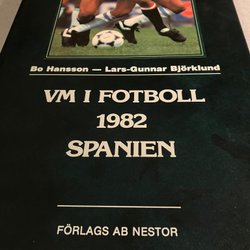 Bo Hansson — Lars-Gunnar Björklund
VM I FOTBOLL
1982
SPANIEN
FÖRLAGS AB NESTOR